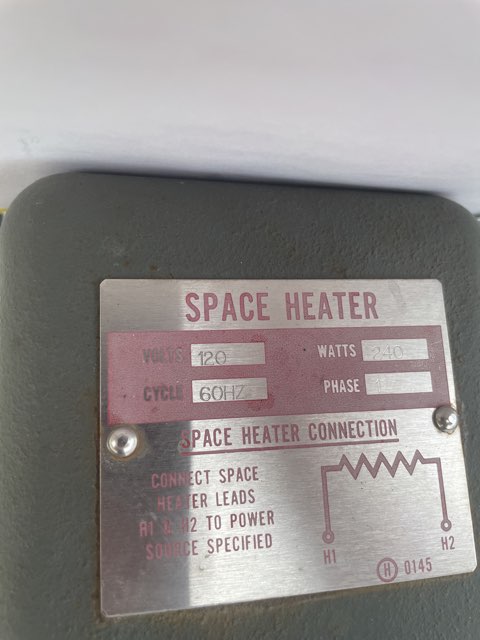 SPACE HEATER
VOLTS 120 WATTS 240
CYCLE 60HZ PHASE 1
SPACE HEATER CONNECTION
CONNECT SPACE
HEATER LEADS
H1 & H2 TO POWER
SOURCE SPECIFIED
H1 H2
H 0145